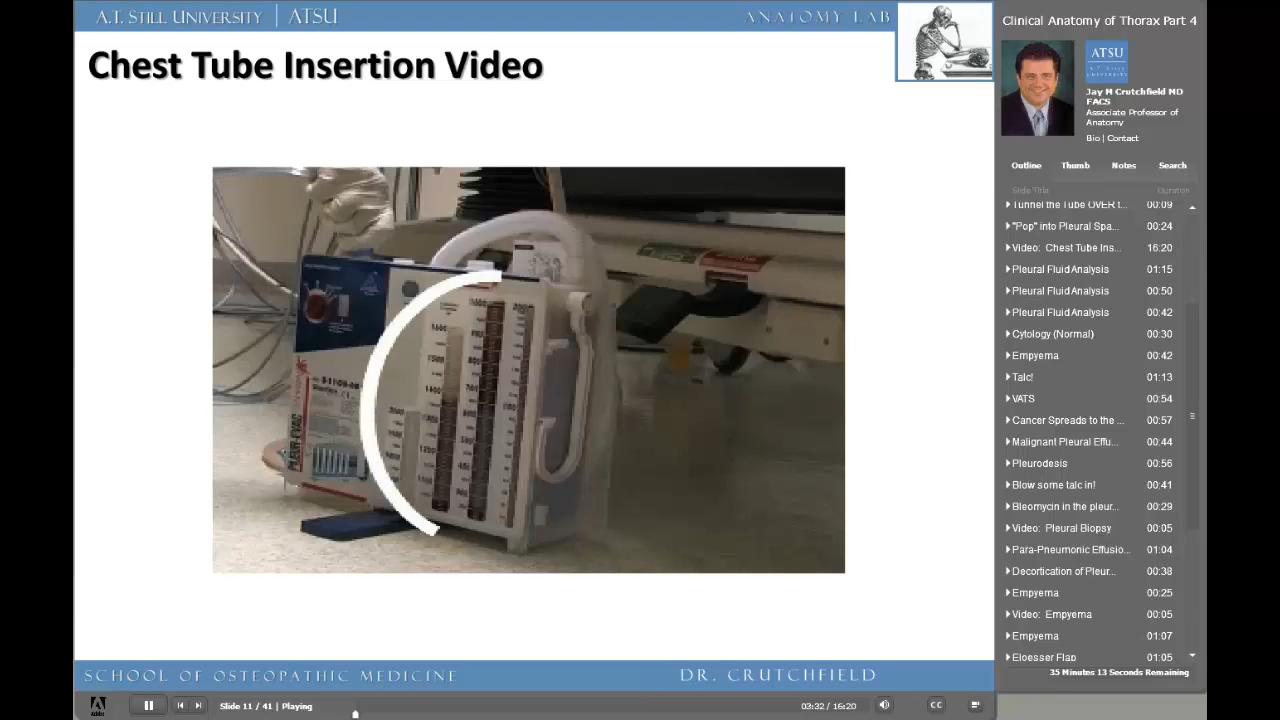 A.T. STILL UNIVERSITY | ATSU
ANATOMY LAB
Chest Tube Insertion Video
SCHOOL OF OSTEOPATHIC MEDICINE
DR. CRUTCHFIELD
Clinical Anatomy of Thorax Part 4
ATSU
A.T. STILL
UNIVERSITY
Jay M Crutchfield MD
FACS
Associate Professor of
Anatomy
Bio | Contact
Outline Thumb Notes Search
Slide Title Duration
Tunnel the Tube OVER t... 00:09
"Pop" into Pleural Spa... 00:24
Video: Chest Tube Ins... 16:20
Pleural Fluid Analysis 01:15
Pleural Fluid Analysis 00:50
Pleural Fluid Analysis 00:42
Cytology (Normal) 00:30
Empyema 00:42
Talc! 01:13
VATS 00:54
Cancer Spreads to the ... 00:57
Malignant Pleural Effu... 00:44
Pleurodesis 00:56
Blow some talc in! 00:41
Bleomycin in the pleur... 00:29
Video: Pleural Biopsy 00:05
Para-Pneumonic Effusio... 01:04
Decortication of Pleur... 00:38
Empyema 00:25
Video: Empyema 00:05
Empyema 01:07
Eloesser Flap 01:05
35 Minutes 13 Seconds Remaining
Adobe
Slide 11 / 41 | Playing
03:32 / 16:20
CC